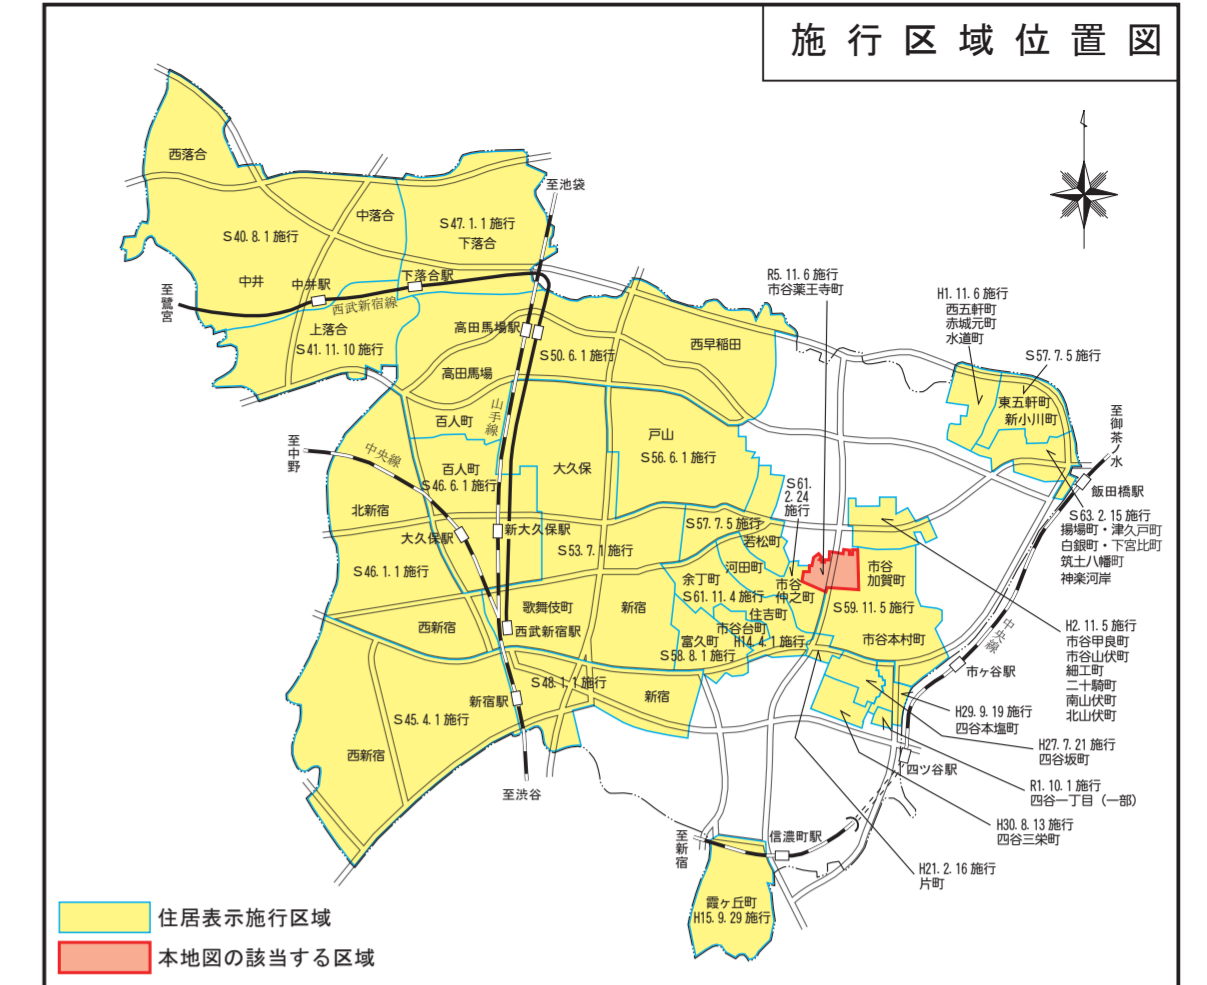 施行区域位置図
西落合
中落合
S40.8.1施行
S47.1.1施行
下落合
至池袋
中井
中井駅
下落合駅
至鷺宮
西武新宿線
上落合
S41.11.10施行
高田馬場駅
S50.6.1施行
西早稲田
高田馬場
山手線
R5.11.6施行
市谷薬王寺町
H1.11.6施行
西五軒町
赤城元町
水道町
S57.7.5施行
東五軒町
新小川町
至御茶ノ水
飯田橋駅
S63.2.15施行
揚場町・津久戸町
白銀町・下宮比町
筑土八幡町
神楽河岸
百人町
至中野
中央線
百人町
S46.6.1施行
大久保
戸山
S56.6.1施行
S61.
2.24
施行
北新宿
大久保駅
新大久保駅
S57.7.5施行
若松町
S53.7.1施行
S46.1.1施行
河田町
余丁町
S61.11.4施行
市谷
仲之町
市谷
加賀町
S59.11.5施行
歌舞伎町
新宿
住吉町
市谷台町
H14.4.1施行
富久町
S58.8.1施行
市谷本村町
西新宿
西武新宿駅
中央線
市ヶ谷駅
H2.11.5施行
市谷甲良町
市谷山伏町
細工町
二十騎町
南山伏町
北山伏町
S48.1.1施行
新宿駅
新宿
S45.4.1施行
西新宿
H29.9.19施行
四谷本塩町
H27.7.21施行
四谷坂町
四ツ谷駅
R1.10.1施行
四谷一丁目(一部)
至渋谷
H30.8.13施行
四谷三栄町
至新宿
信濃町駅
H21.2.16施行
片町
霞ヶ丘町
H15.9.29施行
住居表示施行区域
本地図の該当する区域